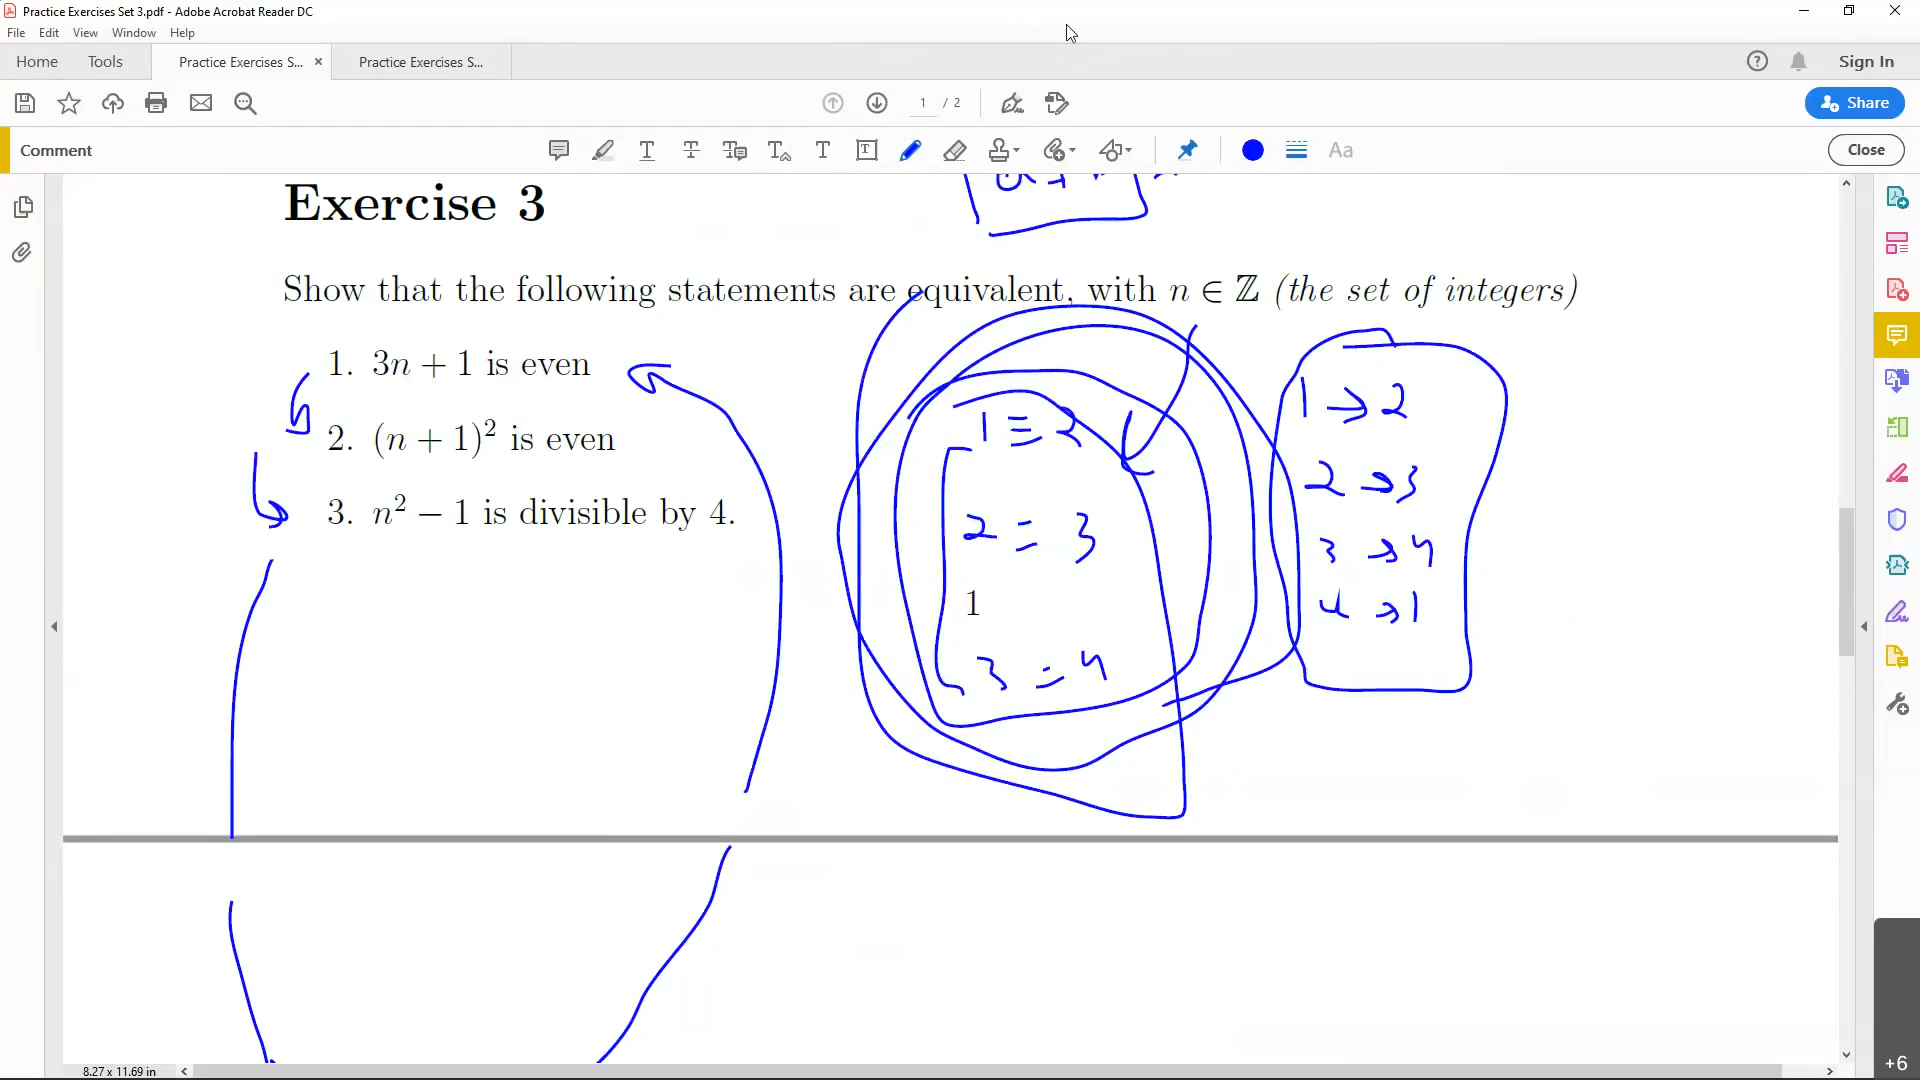 Practice Exercises Set 3.pdf - Adobe Acrobat Reader DC
File Edit View Window Help
Home Tools Practice Exercises S... × Practice Exercises S... Sign In
1 / 2 Share
Comment Aa Close
Exercise 3
Show that the following statements are equivalent, with n ∈ ℤ (the set of integers)
1. 3n + 1 is even
2. (n + 1)² is even
3. n² − 1 is divisible by 4.
1 ≡ 2
2 = 3
1
3 = 4
1 → 2
2 → 3
3 → 4
4 → 1
8.27 x 11.69 in
+6